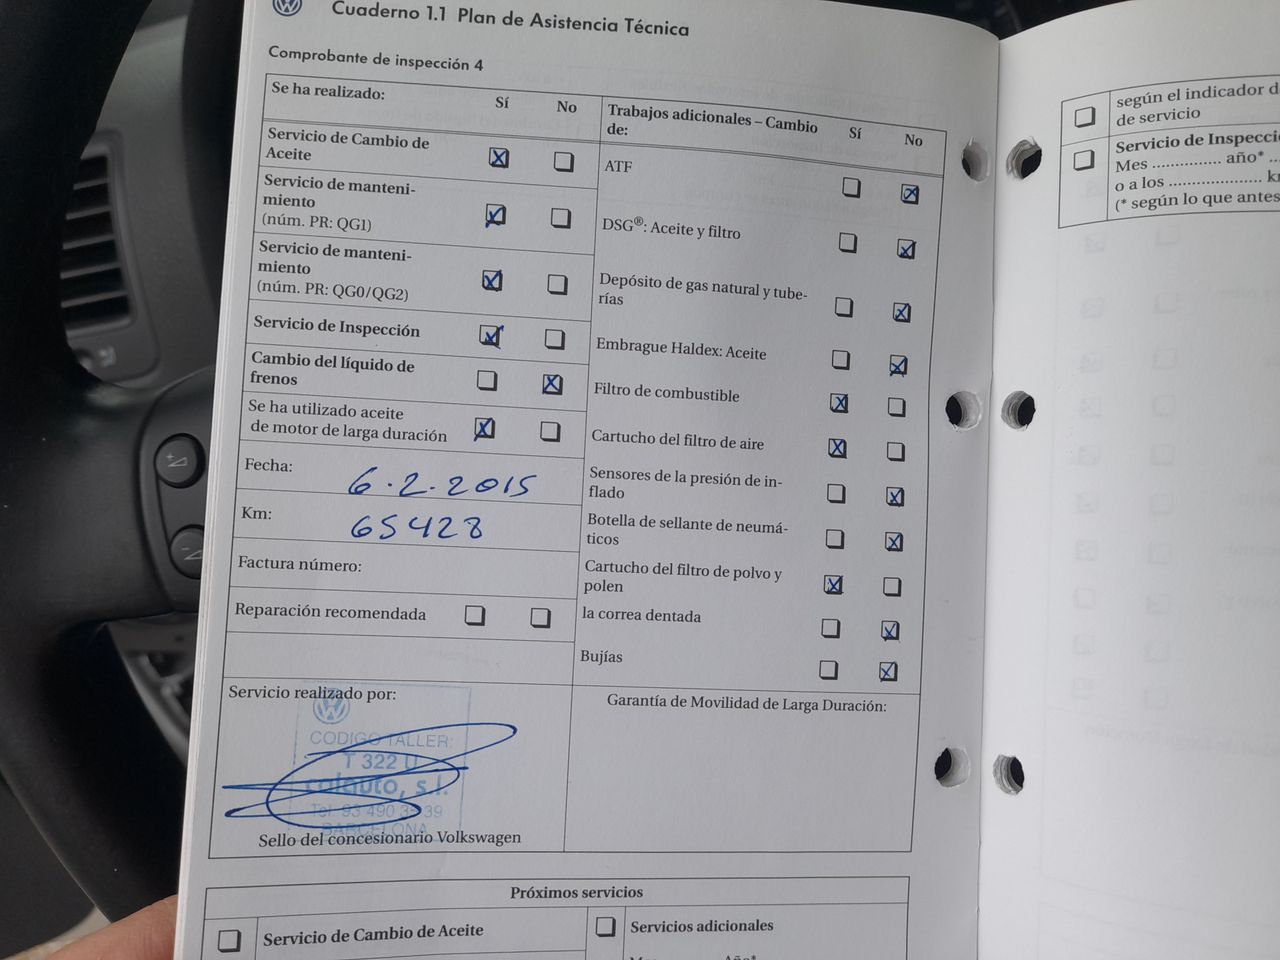 Cuaderno 1.1 Plan de Asistencia Técnica
Comprobante de inspección 4
Se ha realizado: Sí No
Servicio de Cambio de
Aceite
Servicio de manteni-
miento
(núm. PR: QG1)
Servicio de manteni-
miento
(núm. PR: QG0/QG2)
Servicio de Inspección
Cambio del líquido de
frenos
Se ha utilizado aceite
de motor de larga duración
Fecha: 6.2.2015
Km: 65428
Factura número:
Reparación recomendada
Servicio realizado por:
CODIGO TALLER:
T 322 U
calauto, s.l.
BARCELONA
Sello del concesionario Volkswagen
Trabajos adicionales – Cambio
de: Sí No
ATF
DSG®: Aceite y filtro
Depósito de gas natural y tube-
rías
Embrague Haldex: Aceite
Filtro de combustible
Cartucho del filtro de aire
Sensores de la presión de in-
flado
Botella de sellante de neumá-
ticos
Cartucho del filtro de polvo y
polen
la correa dentada
Bujías
Garantía de Movilidad de Larga Duración:
Próximos servicios
Servicio de Cambio de Aceite
Servicios adicionales
según el indicador d
de servicio
Servicio de Inspecci
Mes ............... año* ...
o a los .................... k
(* según lo que antes